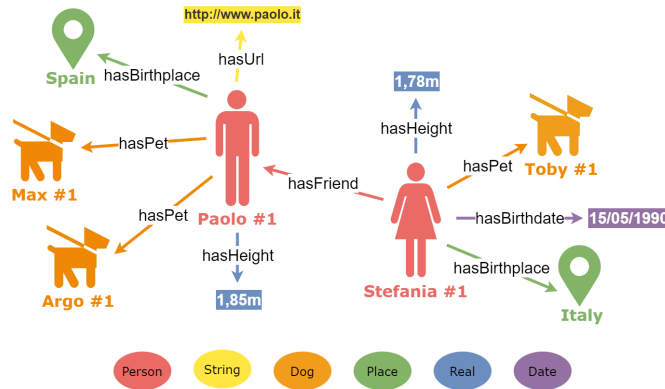 http://www.paolo.it
hasUrl
Spain
hasBirthplace
1,78m
hasHeight
hasPet
Max #1
hasPet
Toby #1
hasFriend
hasPet
Paolo #1
hasBirthdate
15/05/1990
hasHeight
hasBirthplace
Argo #1
1,85m
Stefania #1
Italy
Person
String
Dog
Place
Real
Date